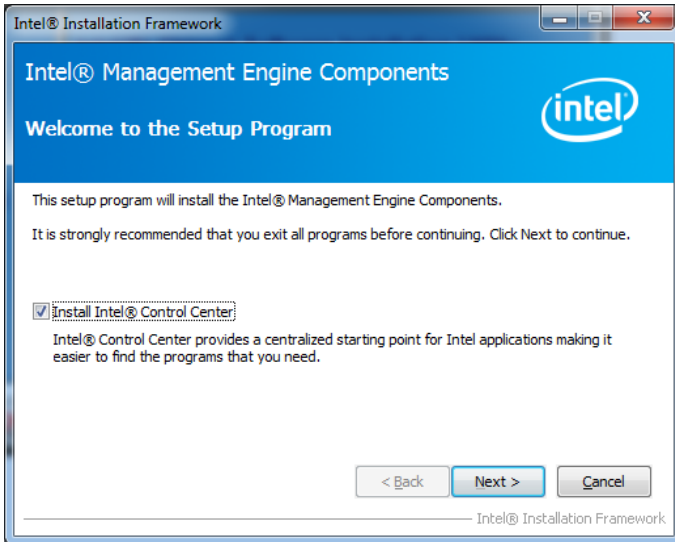 Intel® Installation Framework
Intel® Management Engine Components
intel
Welcome to the Setup Program
This setup program will install the Intel® Management Engine Components.
It is strongly recommended that you exit all programs before continuing. Click Next to continue.
Install Intel® Control Center
Intel® Control Center provides a centralized starting point for Intel applications making it
easier to find the programs that you need.
< Back Next > Cancel
Intel® Installation Framework